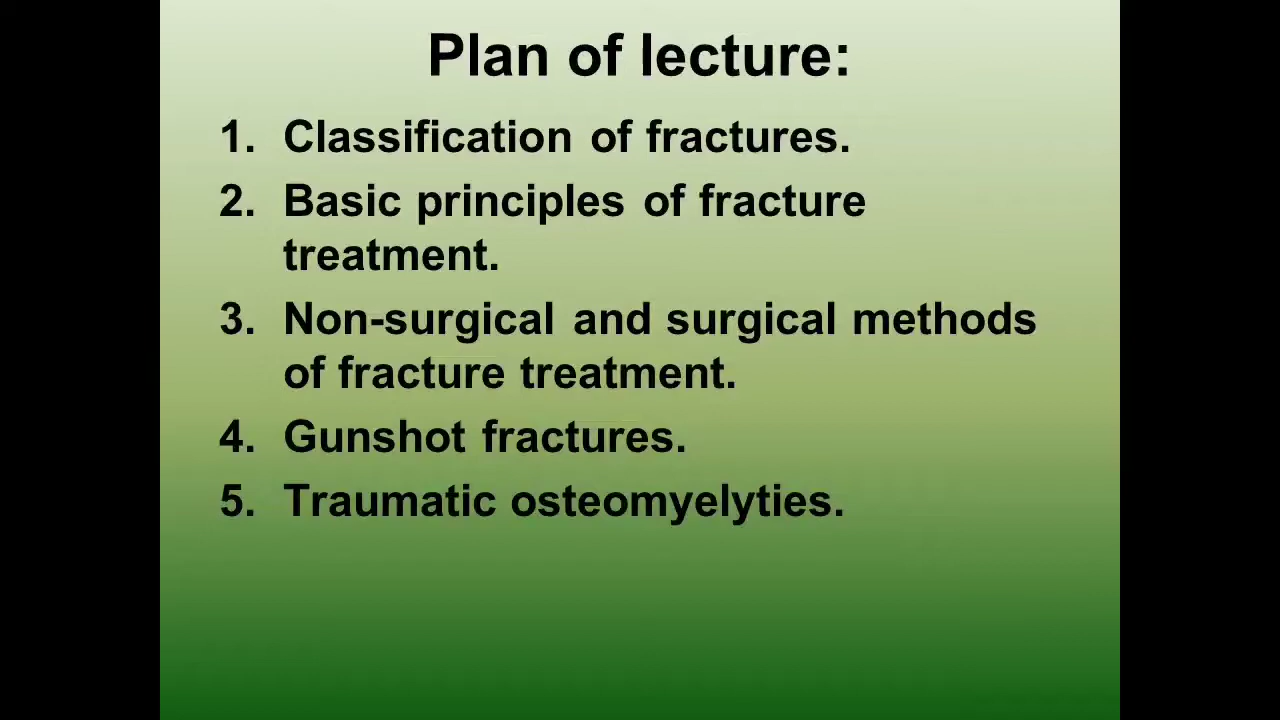 Plan of lecture:
1. Classification of fractures.
2. Basic principles of fracture
treatment.
3. Non-surgical and surgical methods
of fracture treatment.
4. Gunshot fractures.
5. Traumatic osteomyelyties.